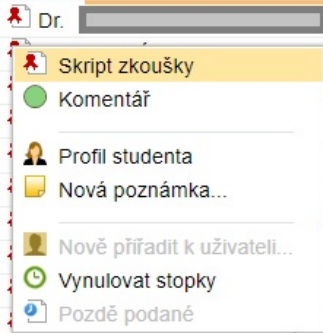 Dr.
Skript zkoušky
Komentář
Profil studenta
Nová poznámka...
Nově přiřadit k uživateli...
Vynulovat stopky
Pozdě podané